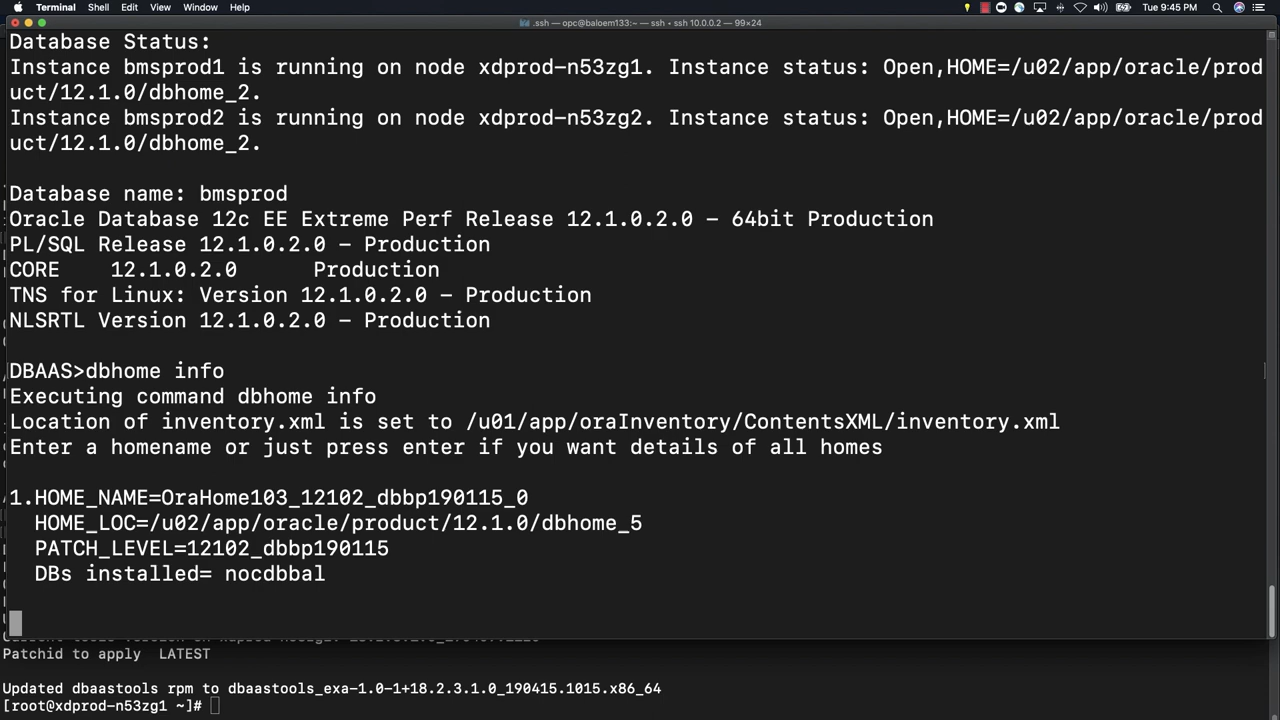 Terminal Shell Edit View Window Help Tue 9:45 PM
.ssh — opc@baloem133:~ — ssh • ssh 10.0.0.2 — 99×24
Database Status:
Instance bmsprod1 is running on node xdprod-n53zg1. Instance status: Open,HOME=/u02/app/oracle/prod
uct/12.1.0/dbhome_2.
Instance bmsprod2 is running on node xdprod-n53zg2. Instance status: Open,HOME=/u02/app/oracle/prod
uct/12.1.0/dbhome_2.
Database name: bmsprod
Oracle Database 12c EE Extreme Perf Release 12.1.0.2.0 - 64bit Production
PL/SQL Release 12.1.0.2.0 - Production
CORE 12.1.0.2.0 Production
TNS for Linux: Version 12.1.0.2.0 - Production
NLSRTL Version 12.1.0.2.0 - Production
DBAAS>dbhome info
Executing command dbhome info
Location of inventory.xml is set to /u01/app/oraInventory/ContentsXML/inventory.xml
Enter a homename or just press enter if you want details of all homes
1.HOME_NAME=OraHome103_12102_dbbp190115_0
HOME_LOC=/u02/app/oracle/product/12.1.0/dbhome_5
PATCH_LEVEL=12102_dbbp190115
DBs installed= nocdbbal
Patchid to apply LATEST
Updated dbaastools rpm to dbaastools_exa-1.0-1+18.2.3.1.0_190415.1015.x86_64
[root@xdprod-n53zg1 ~]#